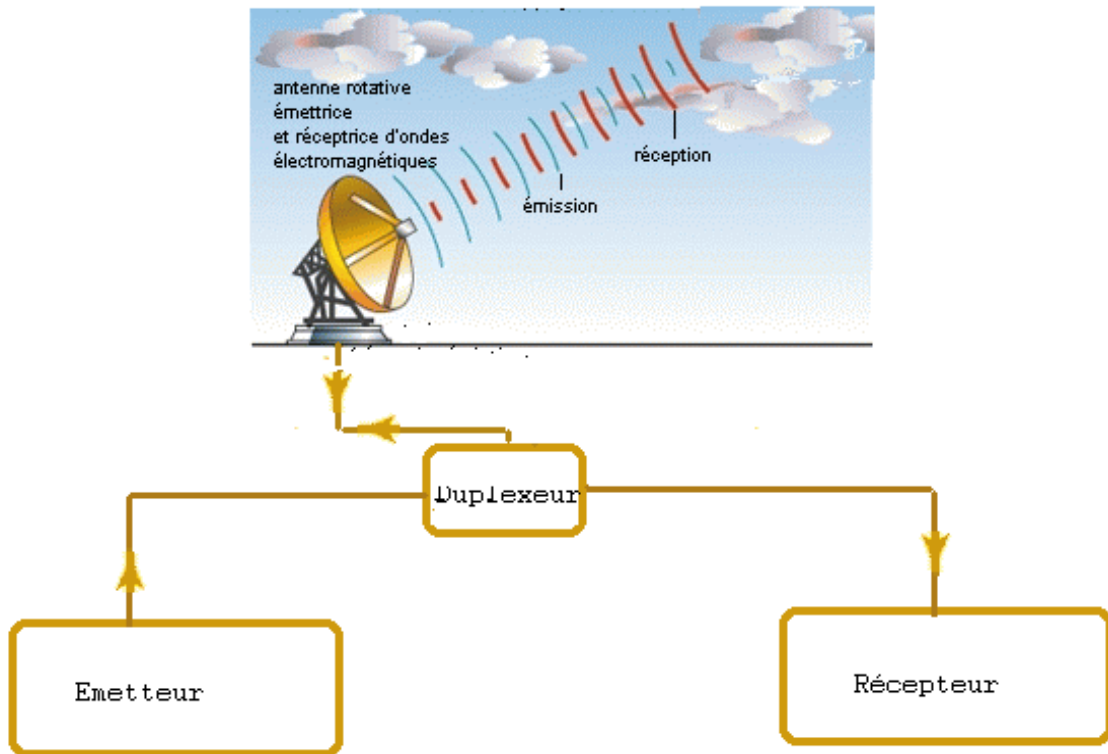 antenne rotative
émettrice
et réceptrice d'ondes
électromagnétiques
réception
émission
Duplexeur
Emetteur
Récepteur